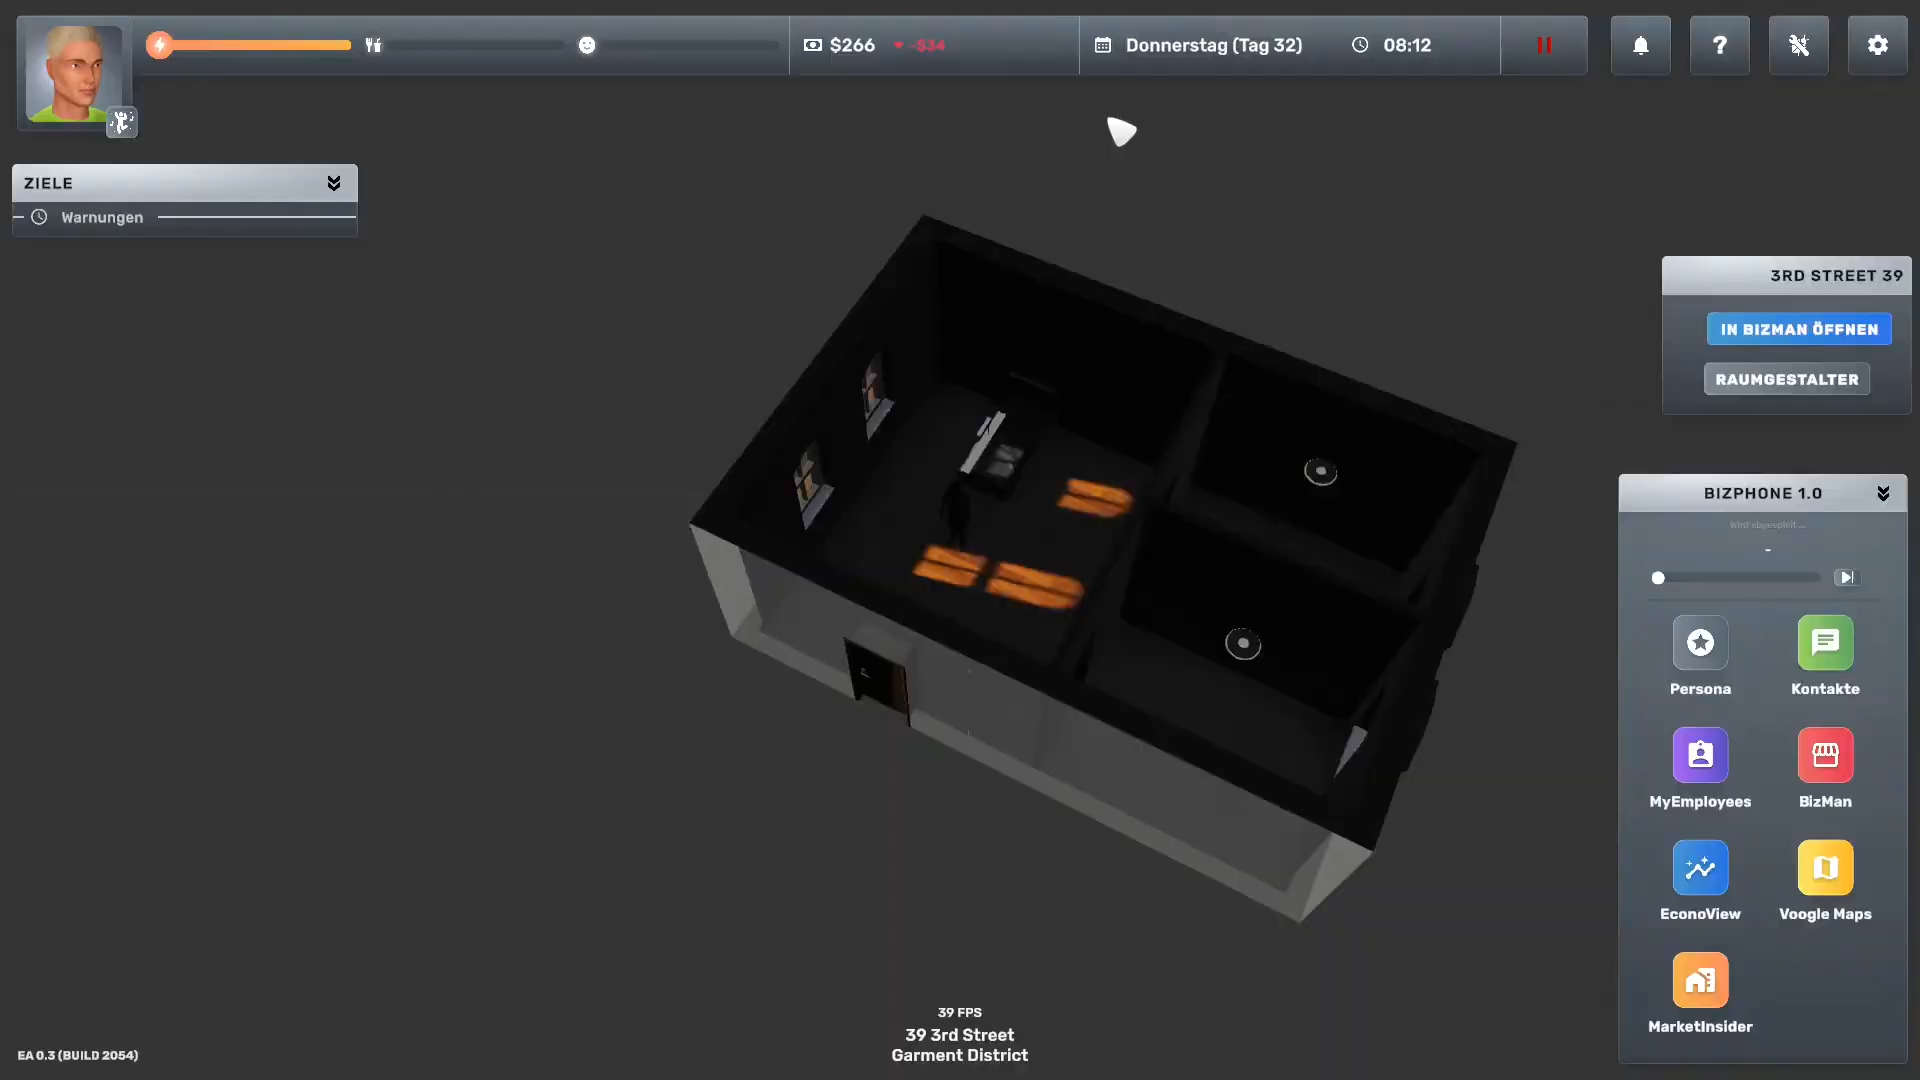 $266
-$34
Donnerstag (Tag 32)
08:12
?
ZIELE
Warnungen
3RD STREET 39
IN BIZMAN ÖFFNEN
RAUMGESTALTER
BIZPHONE 1.0
Wird abgespielt ...
-
Persona
Kontakte
MyEmployees
BizMan
EconoView
Voogle Maps
MarketInsider
39 FPS
39 3rd Street
Garment District
EA 0.3 (BUILD 2054)